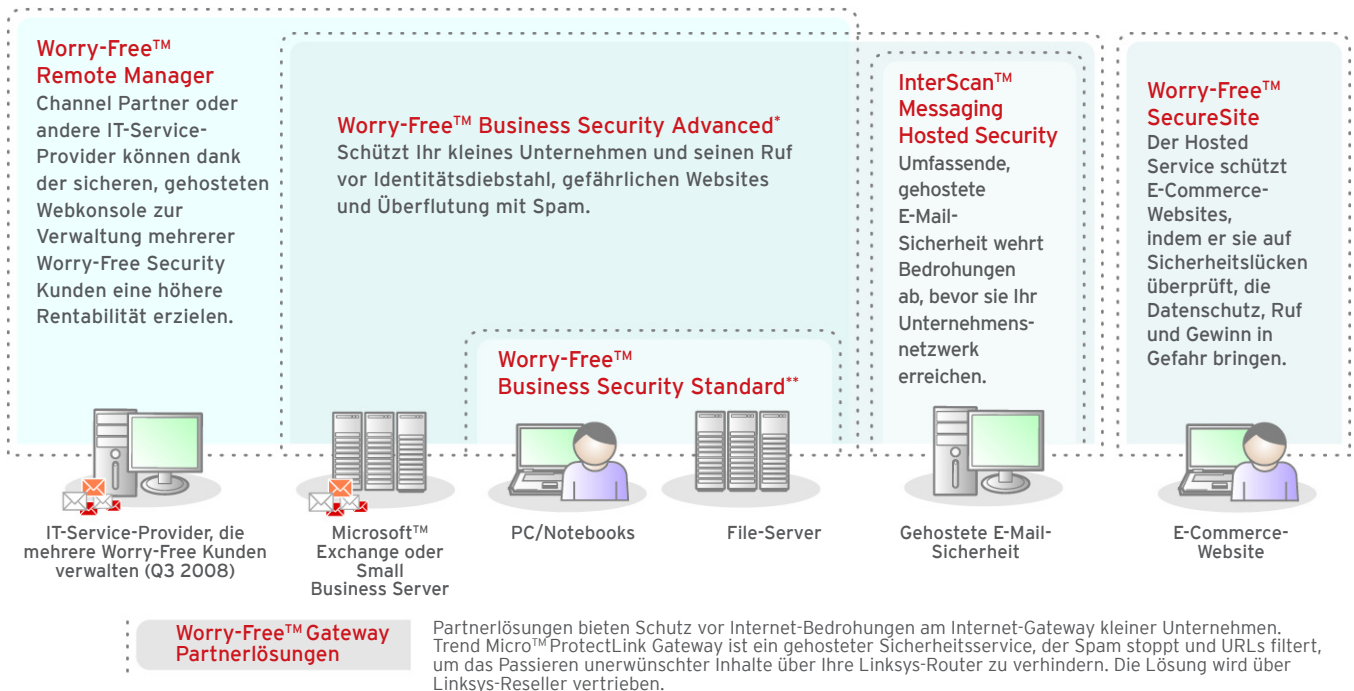 Worry-Free™
Remote Manager
Channel Partner oder
andere IT-Service-
Provider können dank
der sicheren, gehosteten
Webkonsole zur
Verwaltung mehrerer
Worry-Free Security
Kunden eine höhere
Rentabilität erzielen.
Worry-Free™ Business Security Advanced*
Schützt Ihr kleines Unternehmen und seinen Ruf
vor Identitätsdiebstahl, gefährlichen Websites
und Überflutung mit Spam.
Worry-Free™
Business Security Standard**
InterScan™
Messaging
Hosted Security
Umfassende,
gehostete
E-Mail-
Sicherheit wehrt
Bedrohungen
ab, bevor sie Ihr
Unternehmens-
netzwerk
erreichen.
Worry-Free™
SecureSite
Der Hosted
Service schützt
E-Commerce-
Websites,
indem er sie auf
Sicherheitslücken
überprüft, die
Datenschutz, Ruf
und Gewinn in
Gefahr bringen.
IT-Service-Provider, die
mehrere Worry-Free Kunden
verwalten (Q3 2008)
Microsoft™
Exchange oder
Small
Business Server
PC/Notebooks
File-Server
Gehostete E-Mail-
Sicherheit
E-Commerce-
Website
Worry-Free™ Gateway
Partnerlösungen
Partnerlösungen bieten Schutz vor Internet-Bedrohungen am Internet-Gateway kleiner Unternehmen.
Trend Micro™ ProtectLink Gateway ist ein gehosteter Sicherheitsservice, der Spam stoppt und URLs filtert,
um das Passieren unerwünschter Inhalte über Ihre Linksys-Router zu verhindern. Die Lösung wird über
Linksys-Reseller vertrieben.